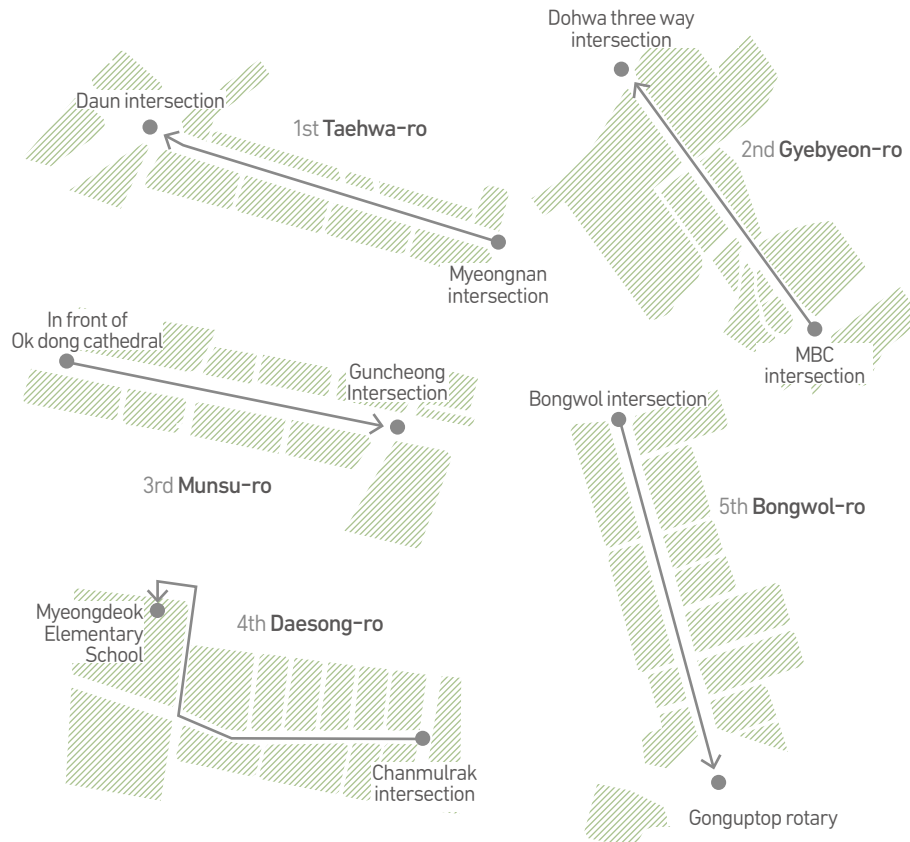 Dohwa three way
intersection
Daun intersection
1st Taehwa-ro
2nd Gyebyeon-ro
Myeongnan
intersection
In front of
Ok dong cathedral
Guncheong
Intersection
MBC
intersection
Bongwol intersection
3rd Munsu-ro
5th Bongwol-ro
Myeongdeok
Elementary
School
4th Daesong-ro
Chanmulrak
intersection
Gonguptop rotary